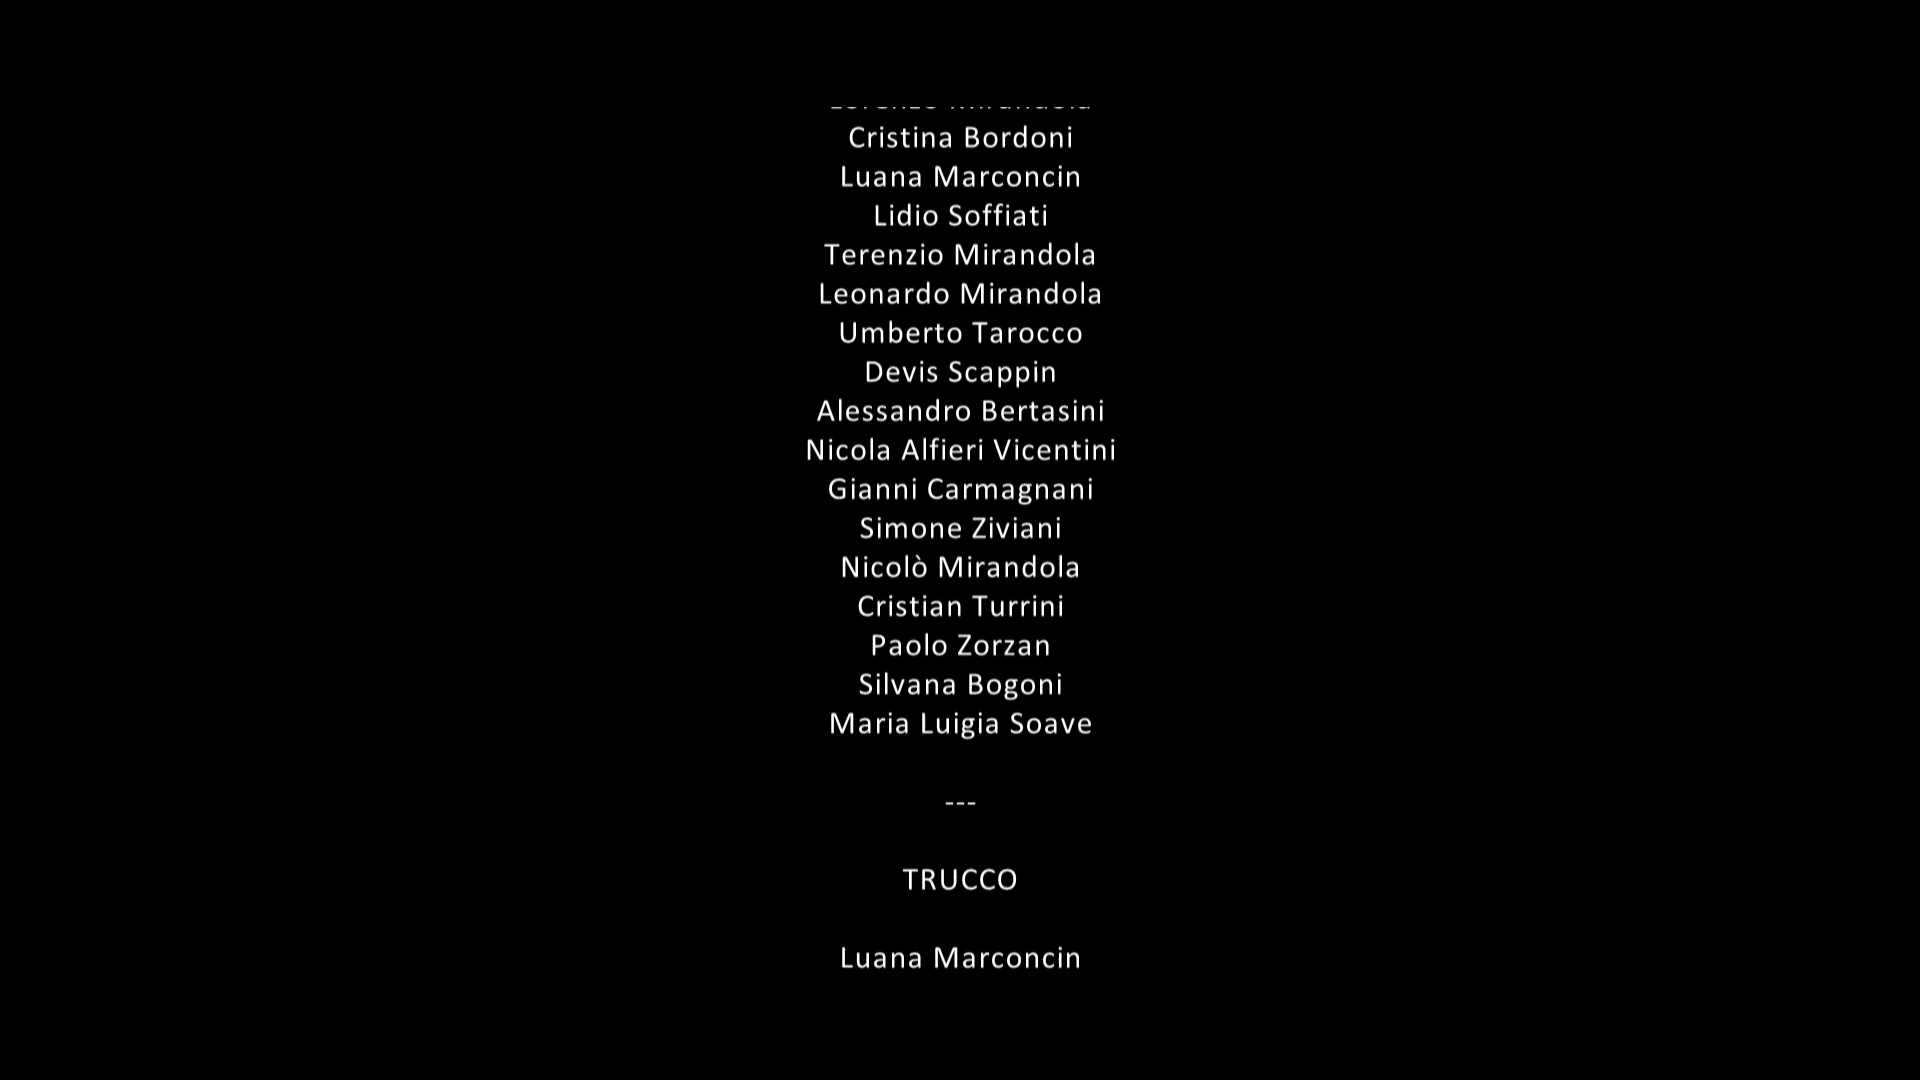 Cristina Bordoni
Luana Marconcin
Lidio Soffiati
Terenzio Mirandola
Leonardo Mirandola
Umberto Tarocco
Devis Scappin
Alessandro Bertasini
Nicola Alfieri Vicentini
Gianni Carmagnani
Simone Ziviani
Nicolò Mirandola
Cristian Turrini
Paolo Zorzan
Silvana Bogoni
Maria Luigia Soave
---
TRUCCO
Luana Marconcin